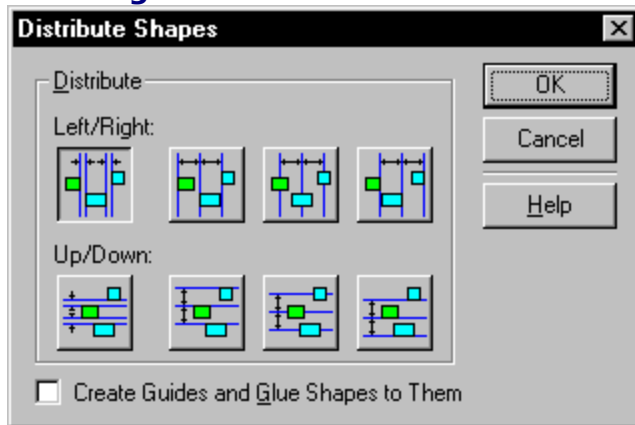 Distribute Shapes
Distribute
OK
Left/Right:
Cancel
Help
Up/Down:
Create Guides and Glue Shapes to Them